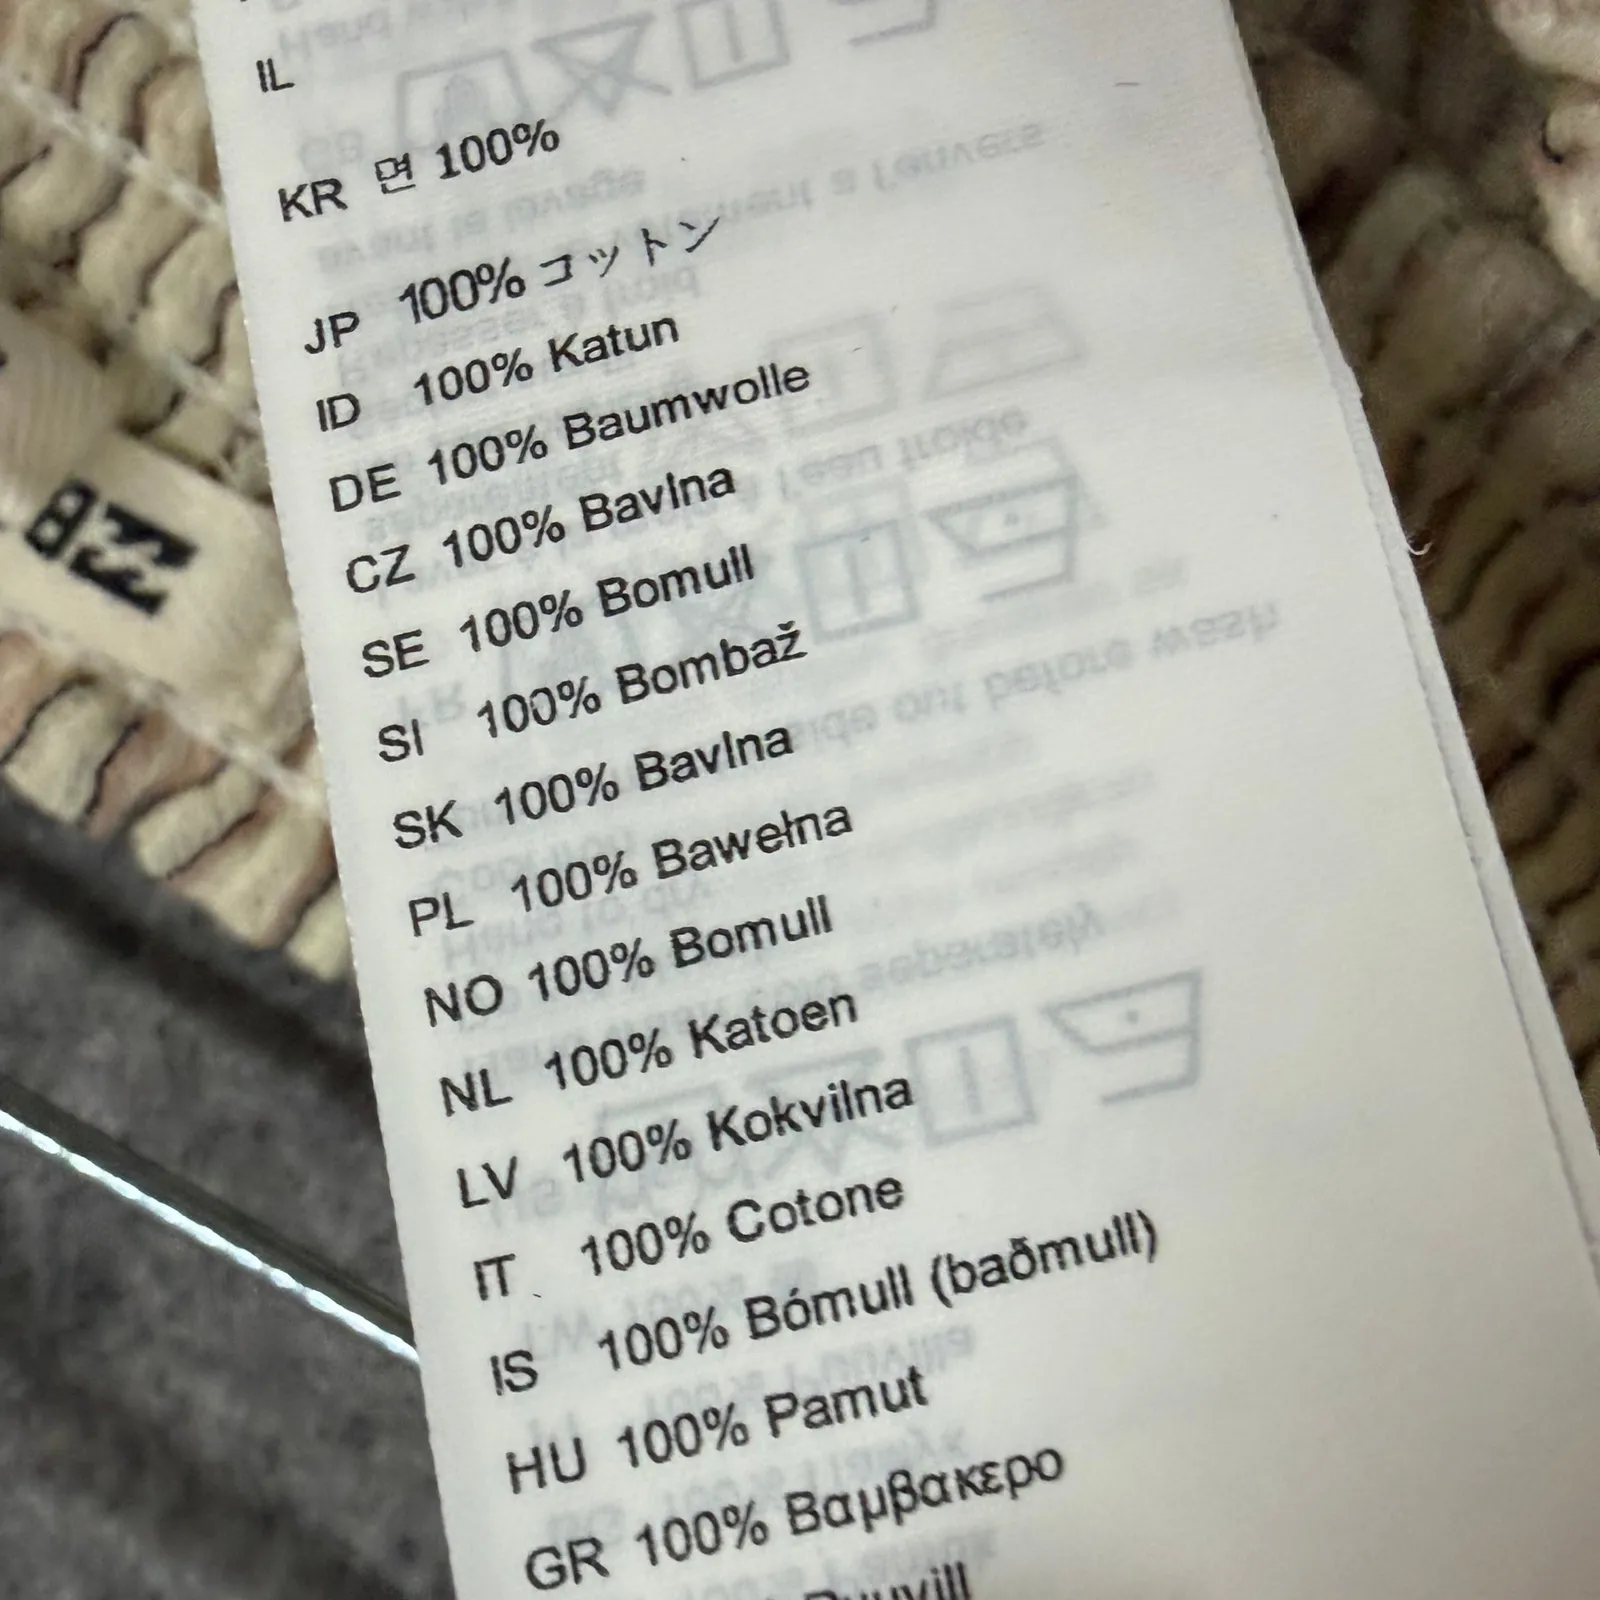 IL
KR 면 100%
JP 100% コットン
ID 100% Katun
DE 100% Baumwolle
CZ 100% Bavlna
SE 100% Bomull
SI 100% Bombaž
SK 100% Bavlna
PL 100% Bawełna
NO 100% Bomull
NL 100% Katoen
LV 100% Kokvilna
IT 100% Cotone
IS 100% Bómull (baðmull)
HU 100% Pamut
GR 100% Βαμβακερο